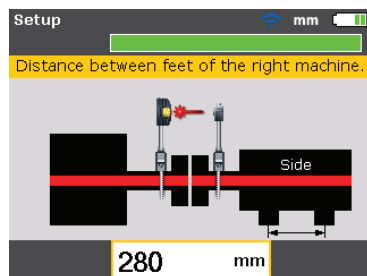 Setup mm
Distance between feet of the right machine.
Side
280 mm